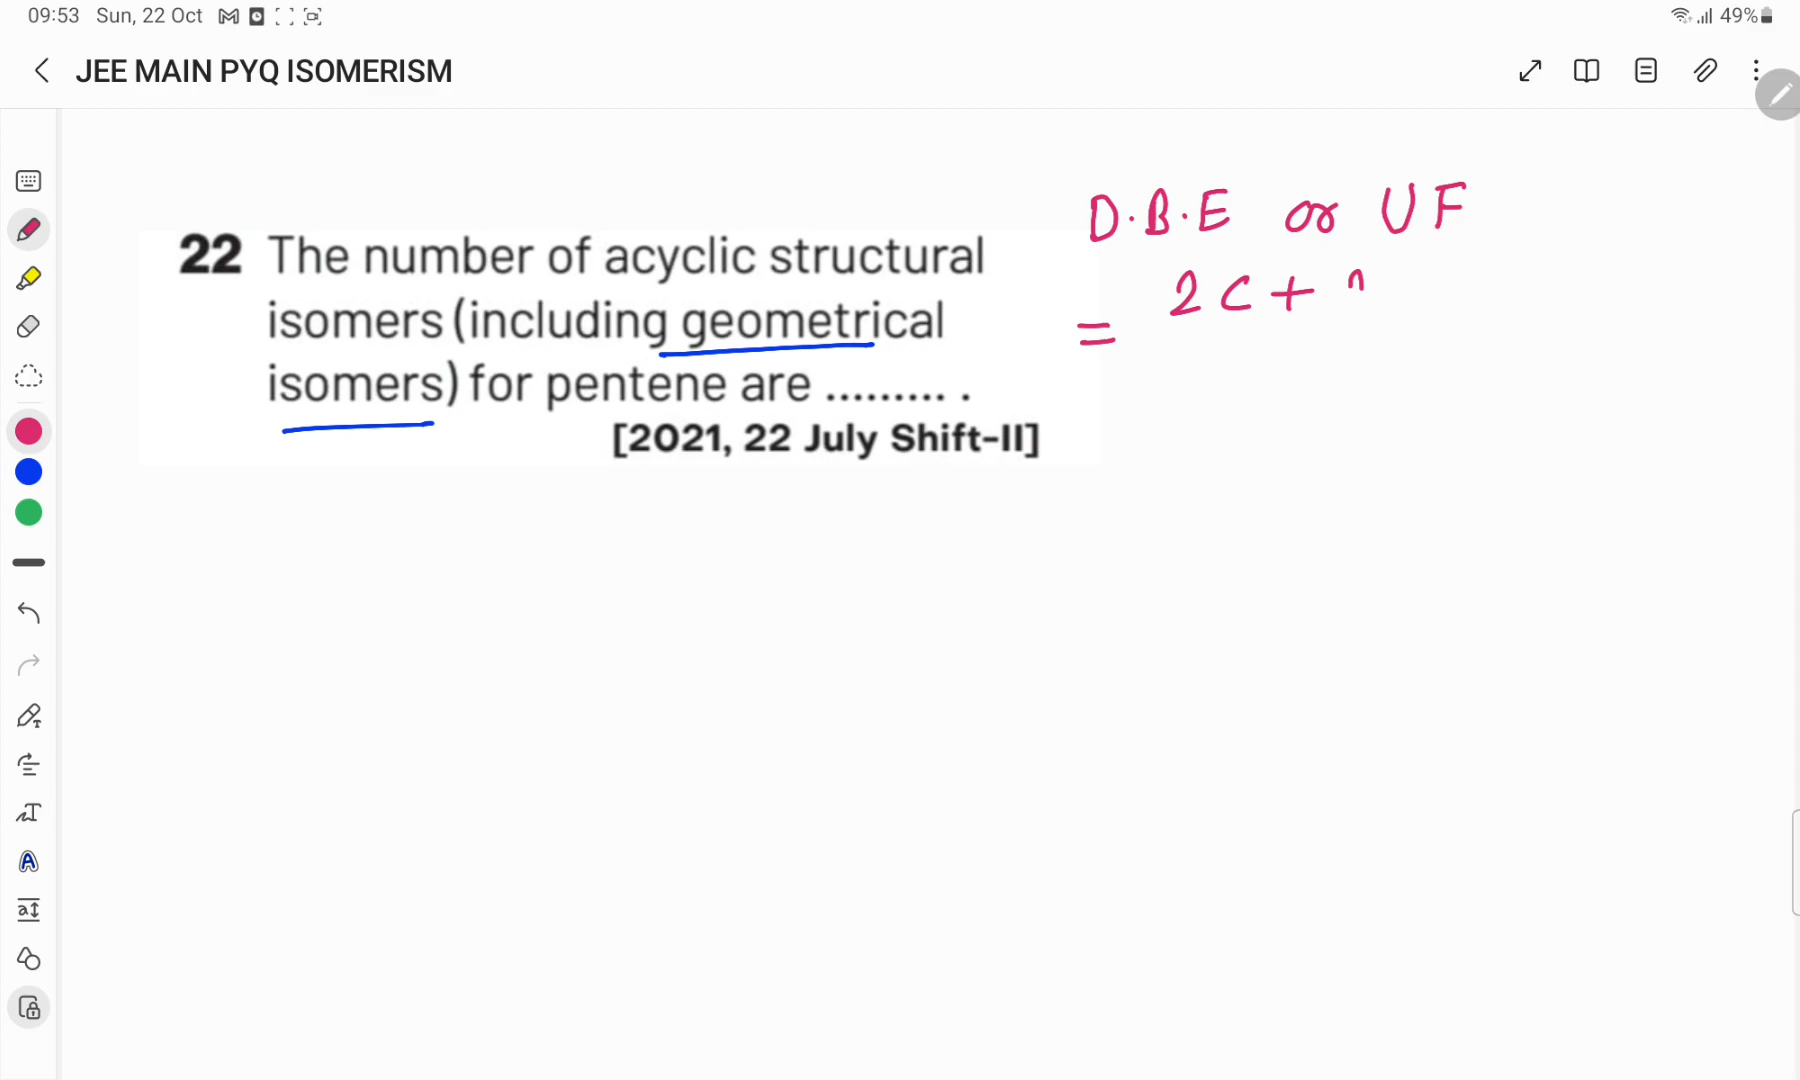 09:53 Sun, 22 Oct
49%
JEE MAIN PYQ ISOMERISM
22 The number of acyclic structural
isomers (including geometrical
isomers) for pentene are ......... .
[2021, 22 July Shift-II]
D.B.E or UF
= 2C+